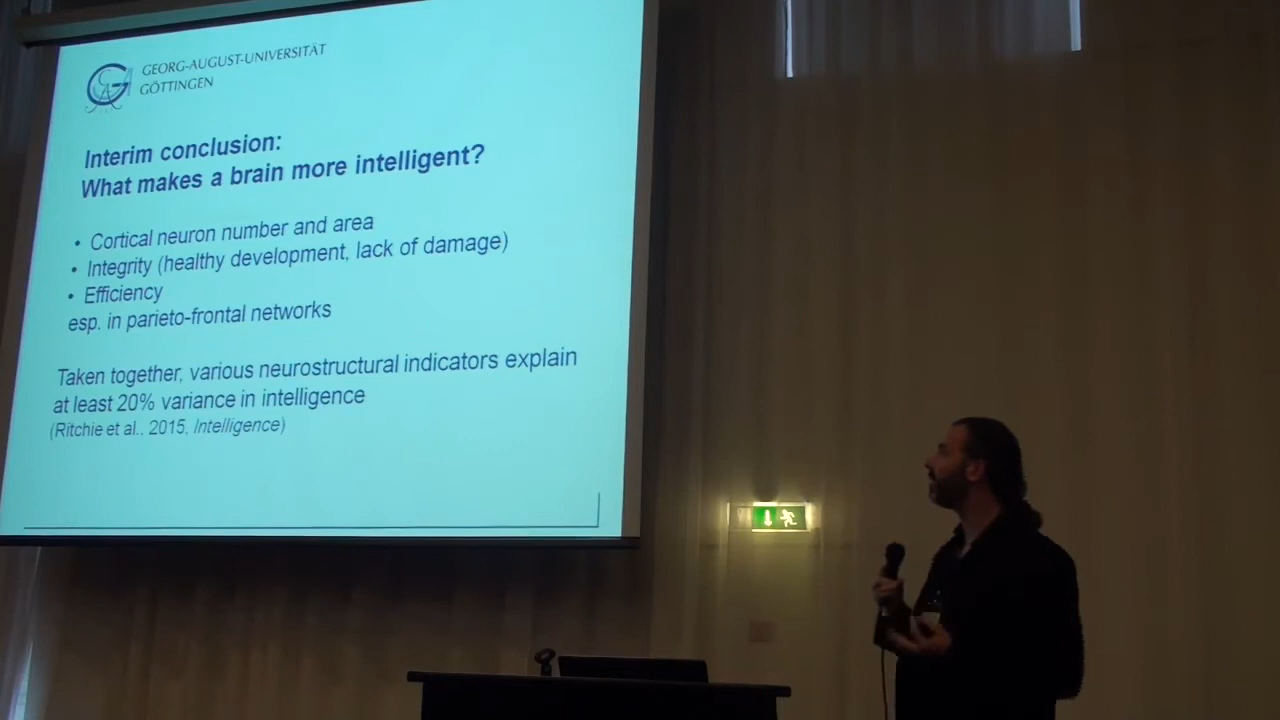 GEORG-AUGUST-UNIVERSITÄT
GÖTTINGEN
Interim conclusion:
What makes a brain more intelligent?
• Cortical neuron number and area
• Integrity (healthy development, lack of damage)
• Efficiency
esp. in parieto-frontal networks
Taken together, various neurostructural indicators explain
at least 20% variance in intelligence
(Ritchie et al., 2015, Intelligence)